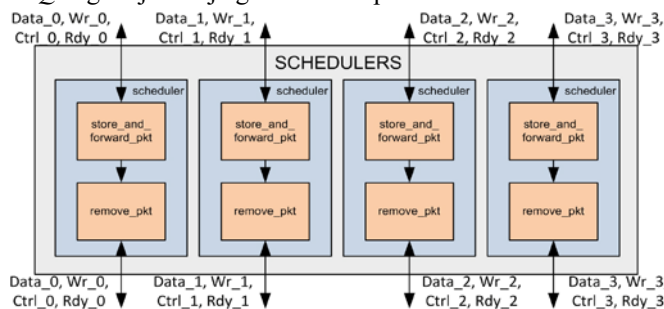 Data_0, Wr_0,
Ctrl_0, Rdy_0
Data_1, Wr_1,
Ctrl_1, Rdy_1
Data_2, Wr_2,
Ctrl_2, Rdy_2
Data_3, Wr_3,
Ctrl_3, Rdy_3
SCHEDULERS
scheduler
store_and_
forward_pkt
remove_pkt
scheduler
store_and_
forward_pkt
remove_pkt
scheduler
store_and_
forward_pkt
remove_pkt
scheduler
store_and_
forward_pkt
remove_pkt
Data_0, Wr_0,
Ctrl_0, Rdy_0
Data_1, Wr_1,
Ctrl_1, Rdy_1
Data_2, Wr_2,
Ctrl_2, Rdy_2
Data_3, Wr_3
Ctrl_3, Rdy_3